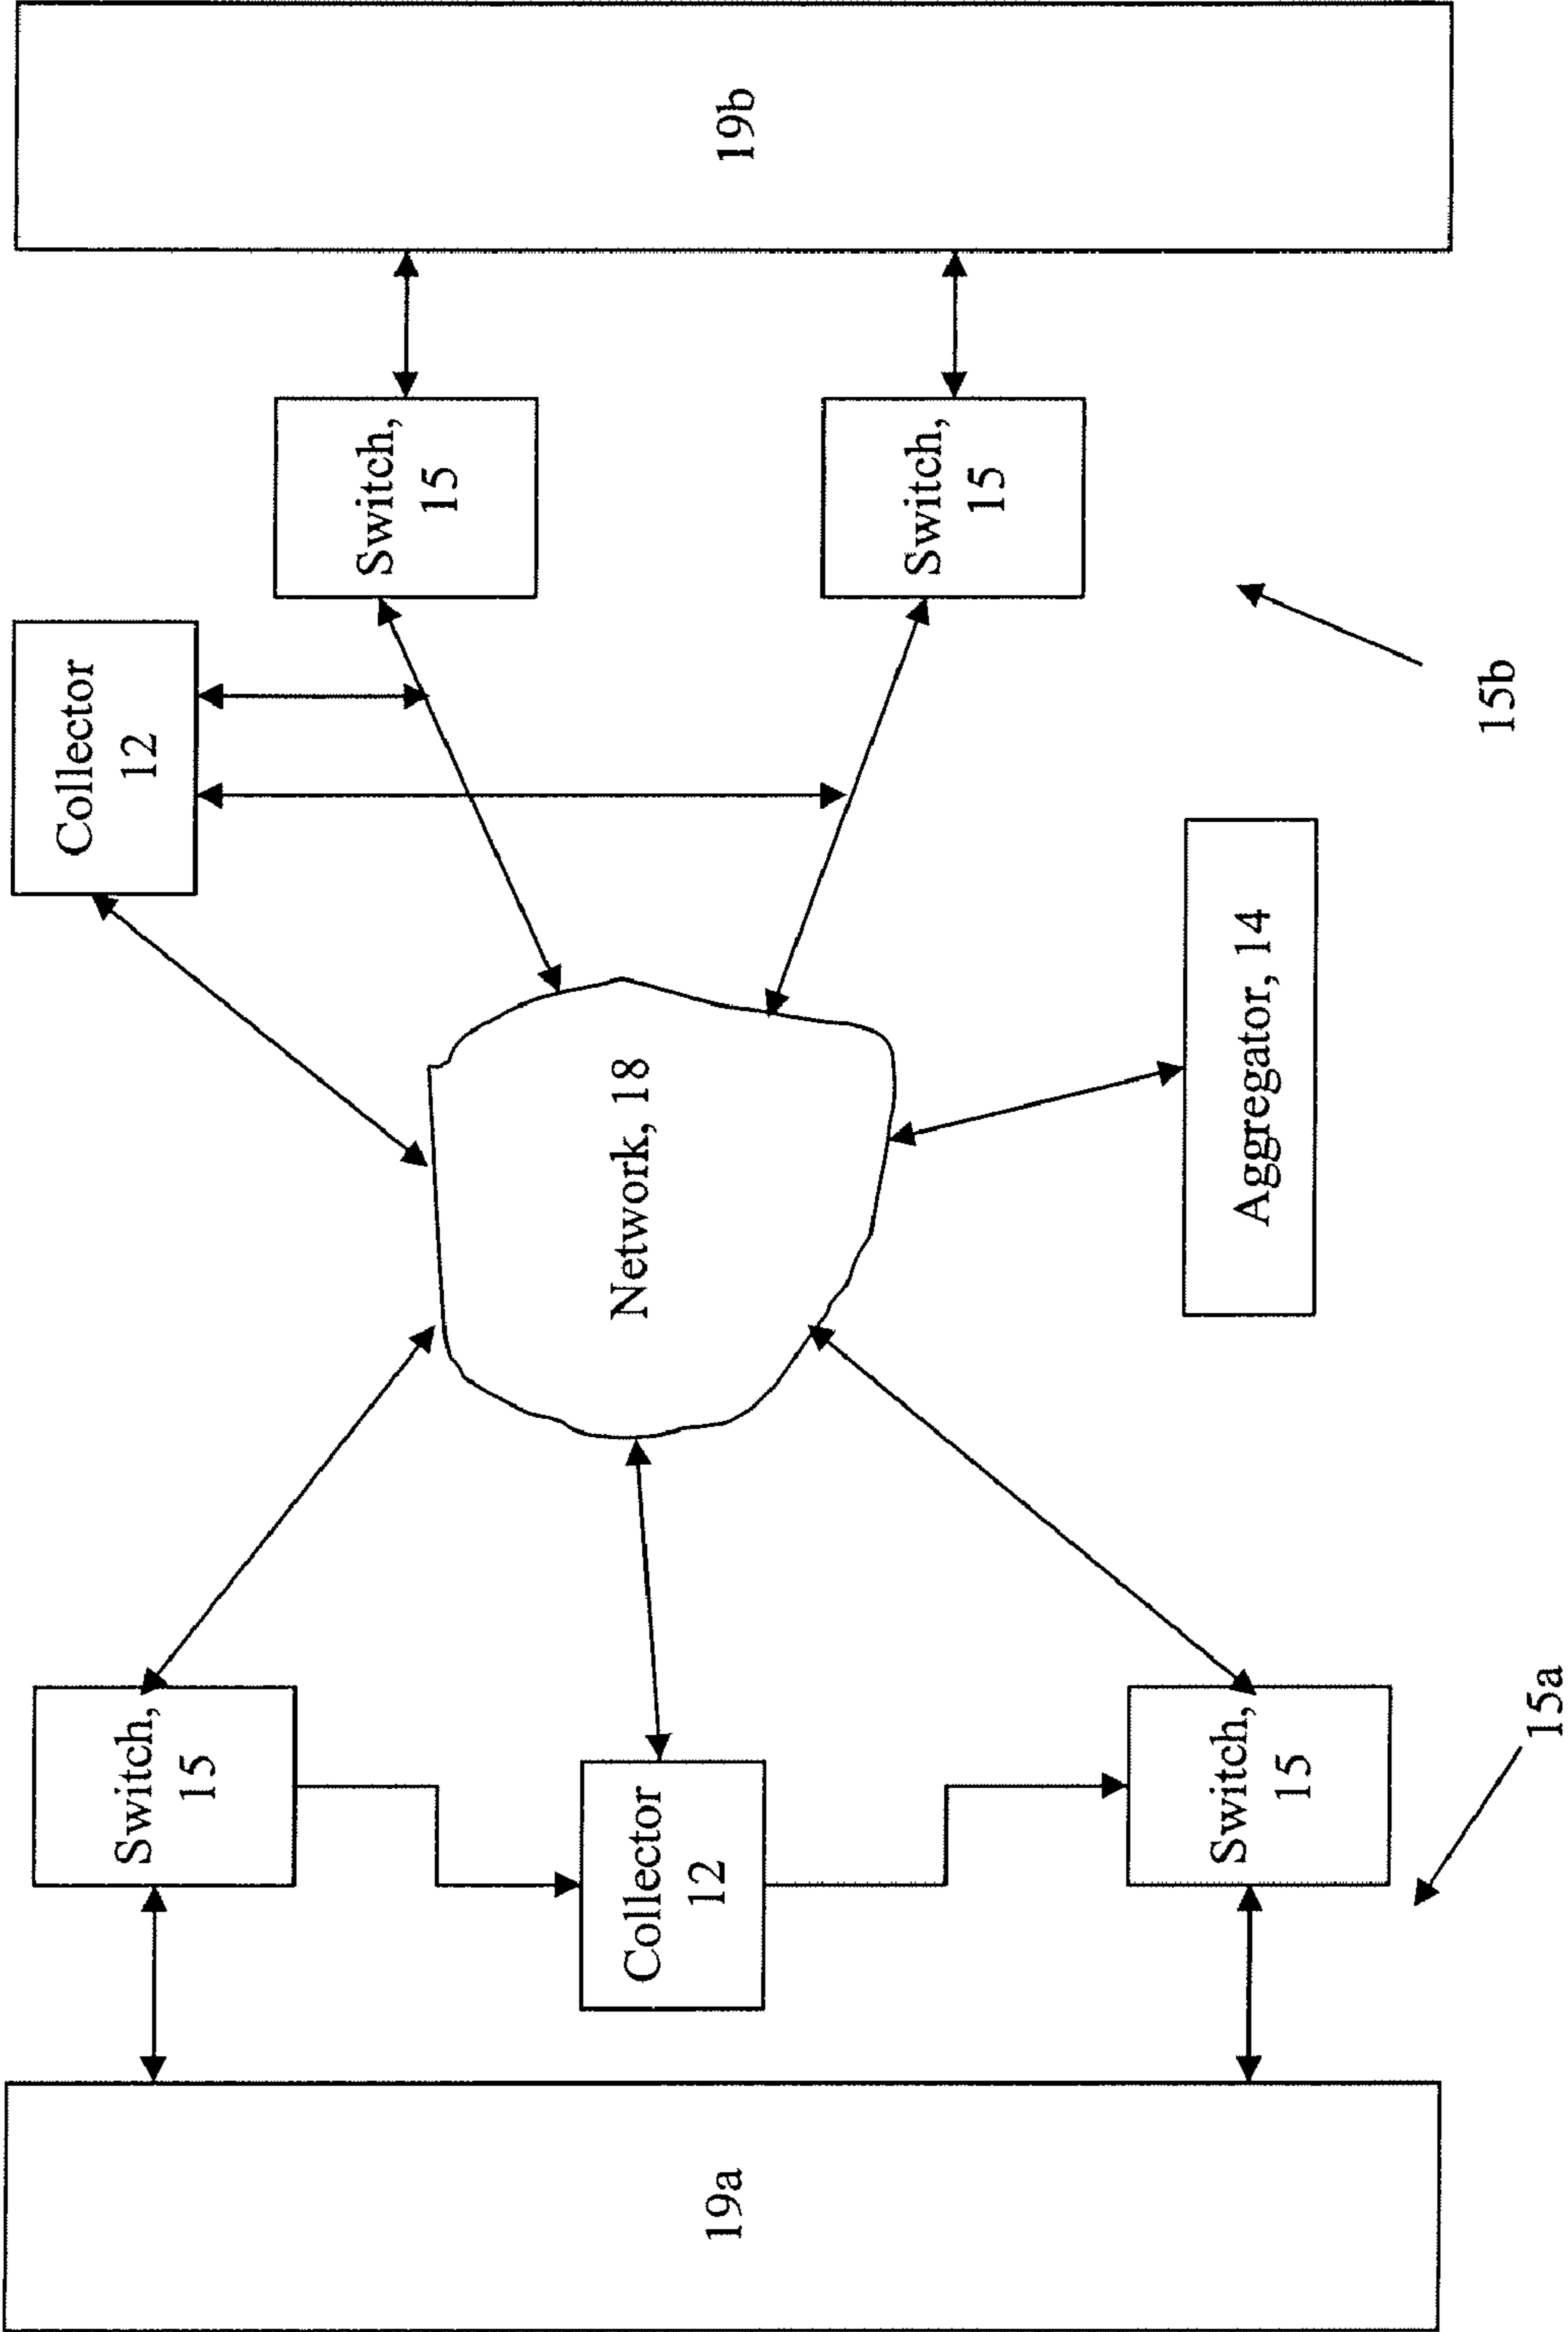 19a
Switch,
15
Collector
12
Switch,
15
15a
Network, 18
Aggregator, 14
Collector
12
Switch,
15
Switch,
15
15b
19b